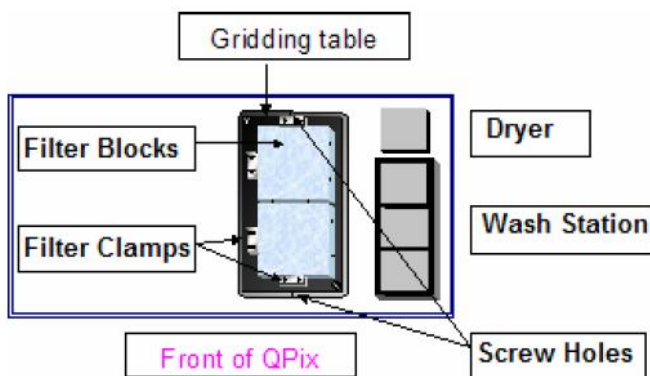 Gridding table
Dryer
Filter Blocks
Wash Station
Filter Clamps
Front of QPix
Screw Holes